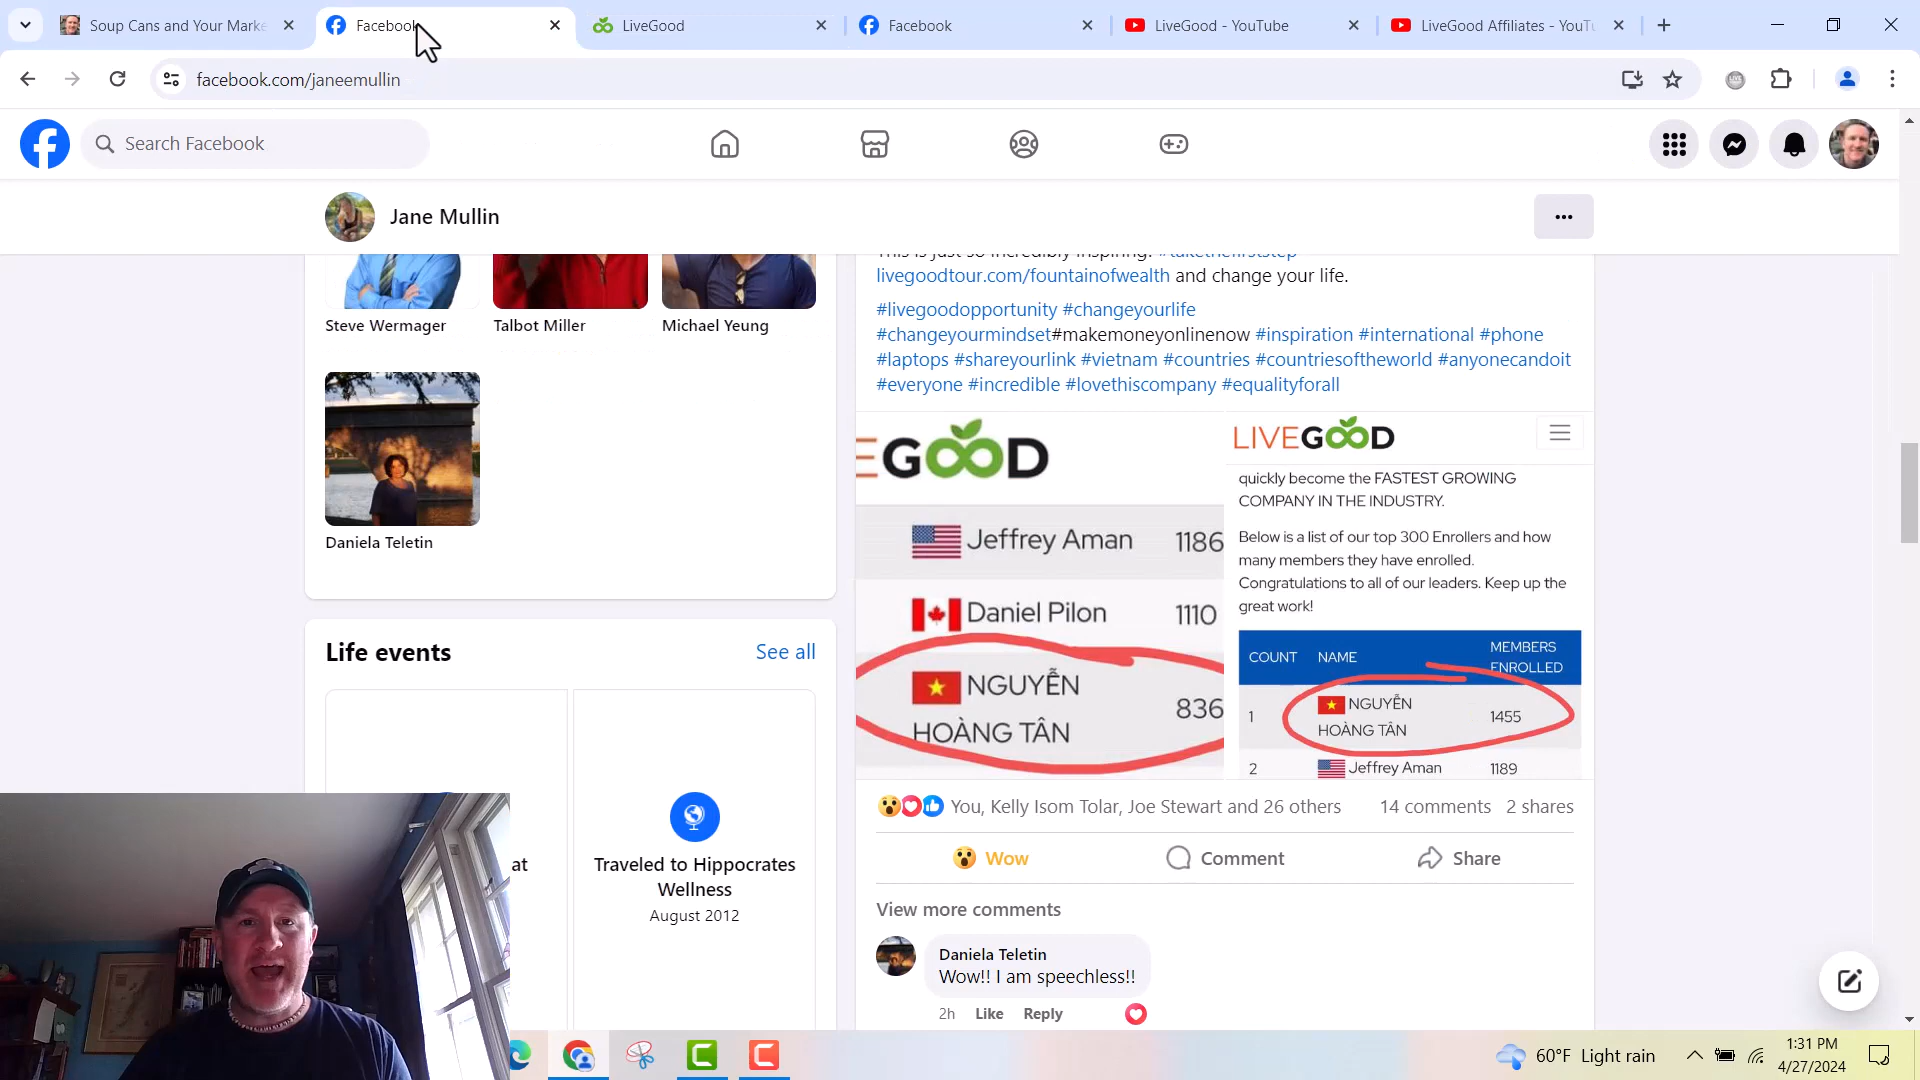 Soup Cans and Your Marke
Facebook
LiveGood
Facebook
LiveGood - YouTube
LiveGood Affiliates - YouTu
facebook.com/janeemullin
Search Facebook
Jane Mullin
Steve Wermager
Talbot Miller
Michael Yeung
Daniela Teletin
Life events
See all
at
Traveled to Hippocrates
Wellness
August 2012
This is just so incredibly inspiring! #takethefirststep
livegoodtour.com/fountainofwealth and change your life.
#livegoodopportunity #changeyourlife
#changeyourmindset#makemoneyonlinenow #inspiration #international #phone
#laptops #shareyourlink #vietnam #countries #countriesoftheworld #anyonecandoit
#everyone #incredible #lovethiscompany #equalityforall
EGOOD
Jeffrey Aman 1186
Daniel Pilon 1110
NGUYỄN
HOÀNG TÂN 836
LIVEGOOD
quickly become the FASTEST GROWING
COMPANY IN THE INDUSTRY.
Below is a list of our top 300 Enrollers and how
many members they have enrolled.
Congratulations to all of our leaders. Keep up the
great work!
COUNT NAME MEMBERS
ENROLLED
1 NGUYỄN
HOÀNG TÂN 1455
2 Jeffrey Aman 1189
You, Kelly Isom Tolar, Joe Stewart and 26 others 14 comments 2 shares
Wow Comment Share
View more comments
Daniela Teletin
Wow!! I am speechless!!
2h Like Reply
60°F Light rain
1:31 PM
4/27/2024